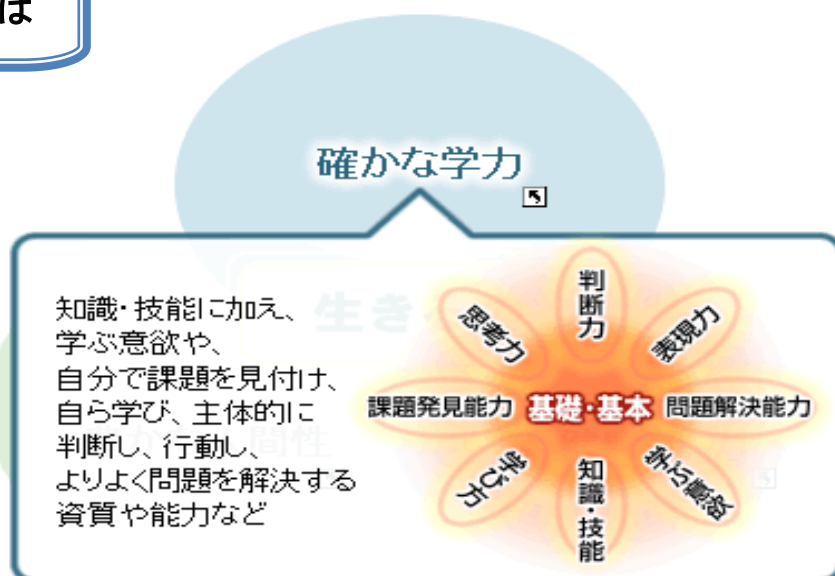 は
確かな学力
知識・技能に加え、
学ぶ意欲や、
自分で課題を見付け、
自ら学び、主体的に
判断し、行動し、
よりよく問題を解決する
資質や能力など
判断力
思考力
表現力
課題発見能力
基礎・基本
問題解決能力
学び方
知識・技能
学ぶ意欲
生き
人間性